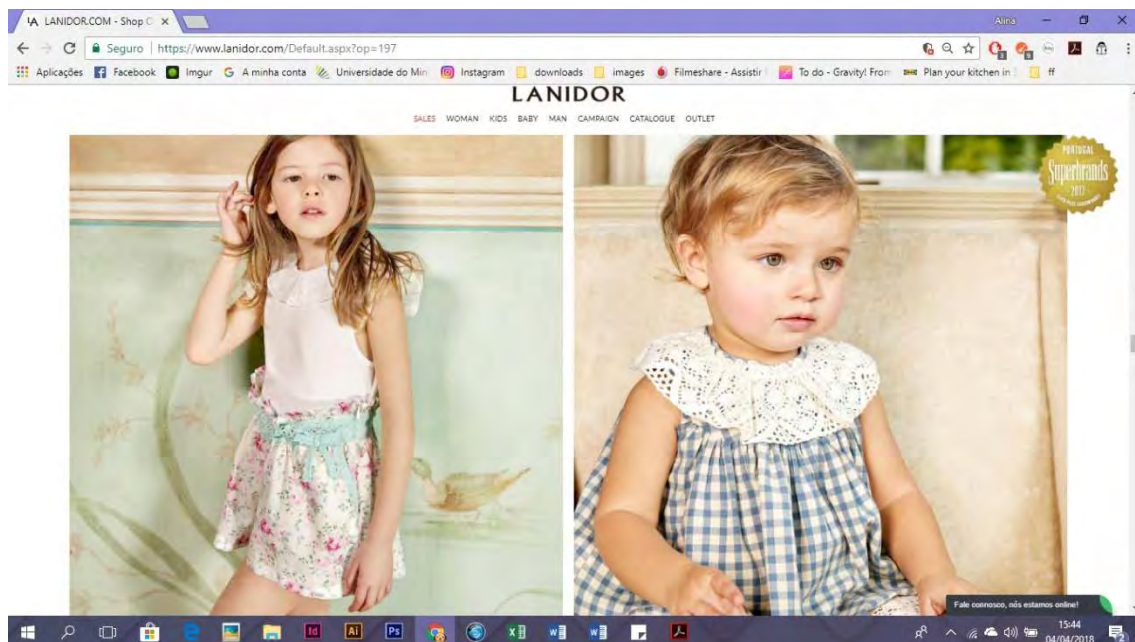 LANIDOR.COM - Shop
Alina
Seguro | https://www.lanidor.com/Default.aspx?op=197
Aplicações Facebook Imgur A minha conta Universidade do Min Instagram downloads images Filmeshare - Assistir To do - Gravity! From Plan your kitchen in ff
LANIDOR
SALES WOMAN KIDS BABY MAN CAMPAIGN CATALOGUE OUTLET
PORTUGAL
Superbrands
2017
Fale connosco, nós estamos online!
15:44
04/04/2018